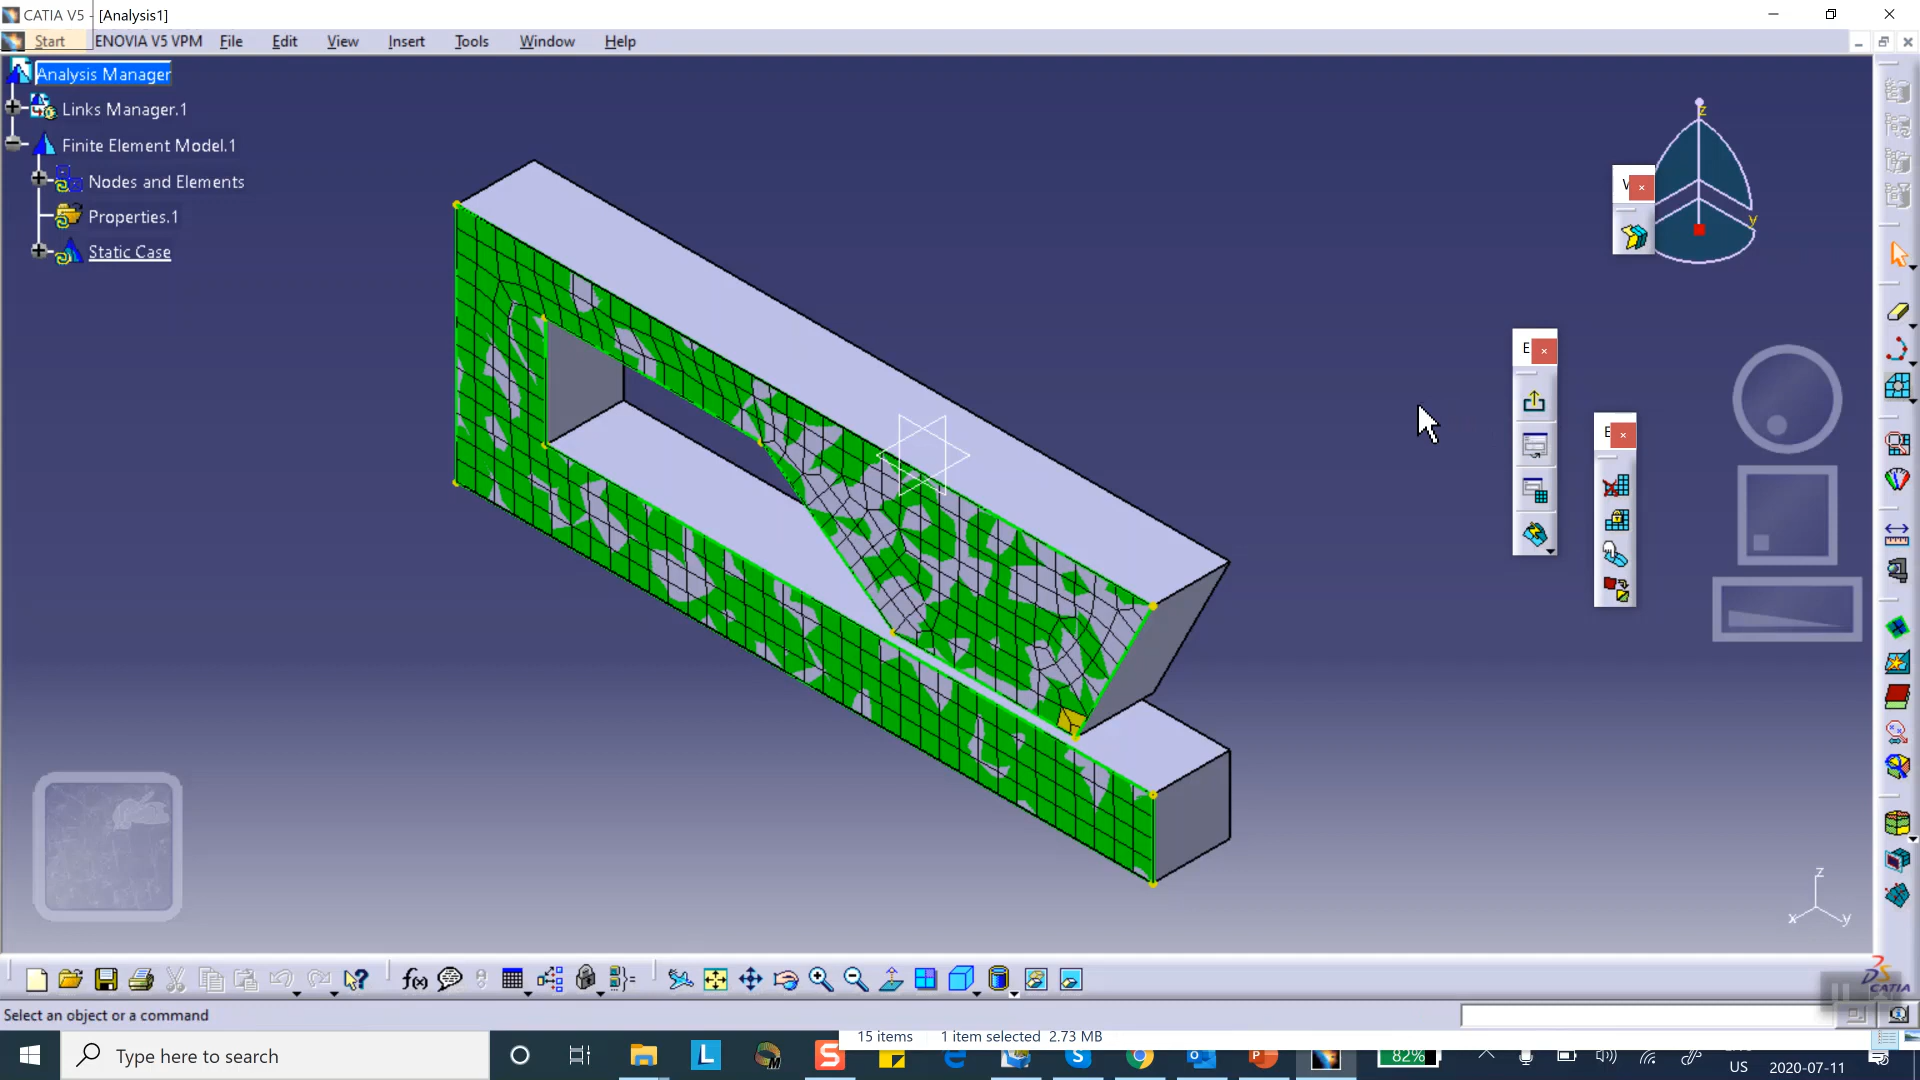 CATIA V5 - [Analysis1]
Start ENOVIA V5 VPM File Edit View Insert Tools Window Help
Analysis Manager
Links Manager.1
Finite Element Model.1
Nodes and Elements
Properties.1
Static Case
z
y
E
E
z
x y
f(x)
CATIA
Select an object or a command
15 items 1 item selected 2.73 MB
Type here to search
82%
US 2020-07-11